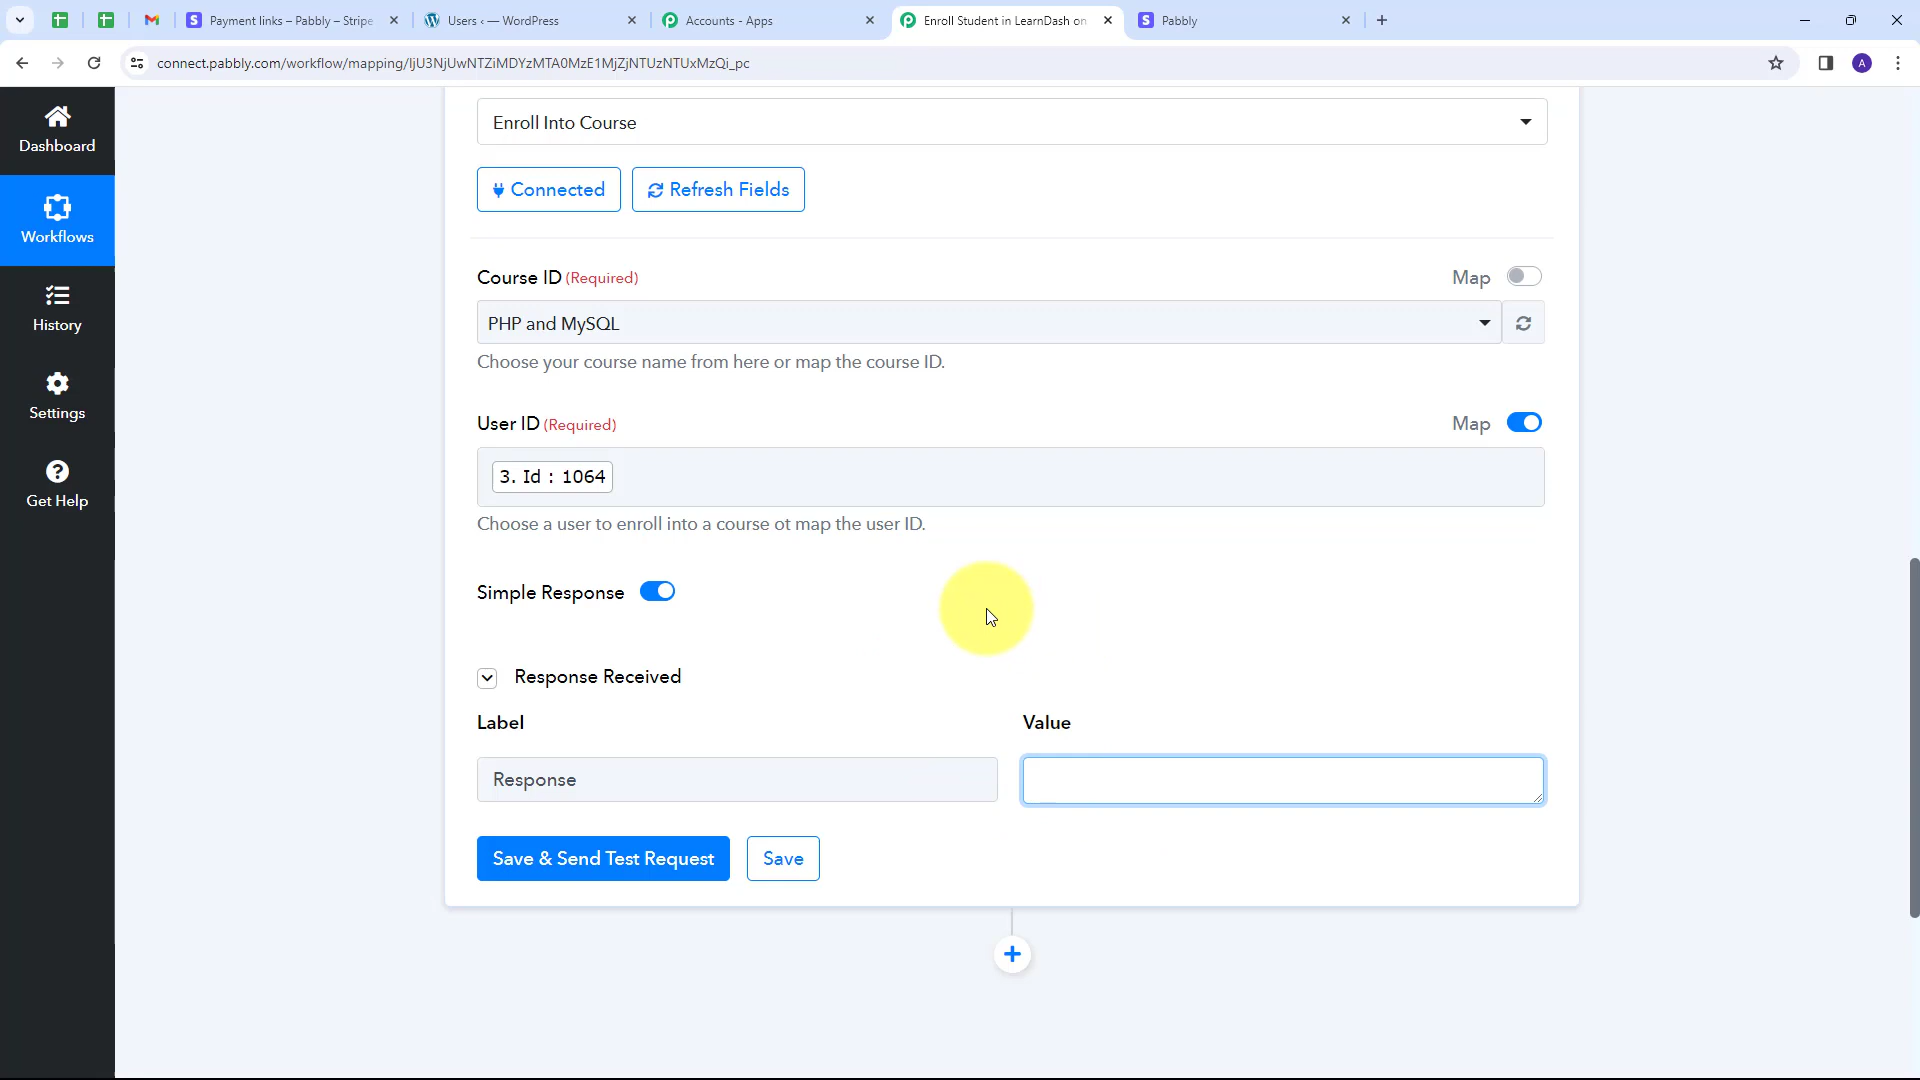 Payment links – Pabbly – Stripe
Users ‹ — WordPress
Accounts - Apps
Enroll Student in LearnDash on
Pabbly
connect.pabbly.com/workflow/mapping/IjU3NjUwNTZiMDYzMTA0MzE1MjZjNTUzNTUxMzQi_pc
A
Dashboard
Workflows
History
Settings
Get Help
Enroll Into Course
Connected
Refresh Fields
Course ID (Required)
Map
PHP and MySQL
Choose your course name from here or map the course ID.
User ID (Required)
Map
3. Id : 1064
Choose a user to enroll into a course ot map the user ID.
Simple Response
Response Received
Label
Value
Response
Save & Send Test Request
Save